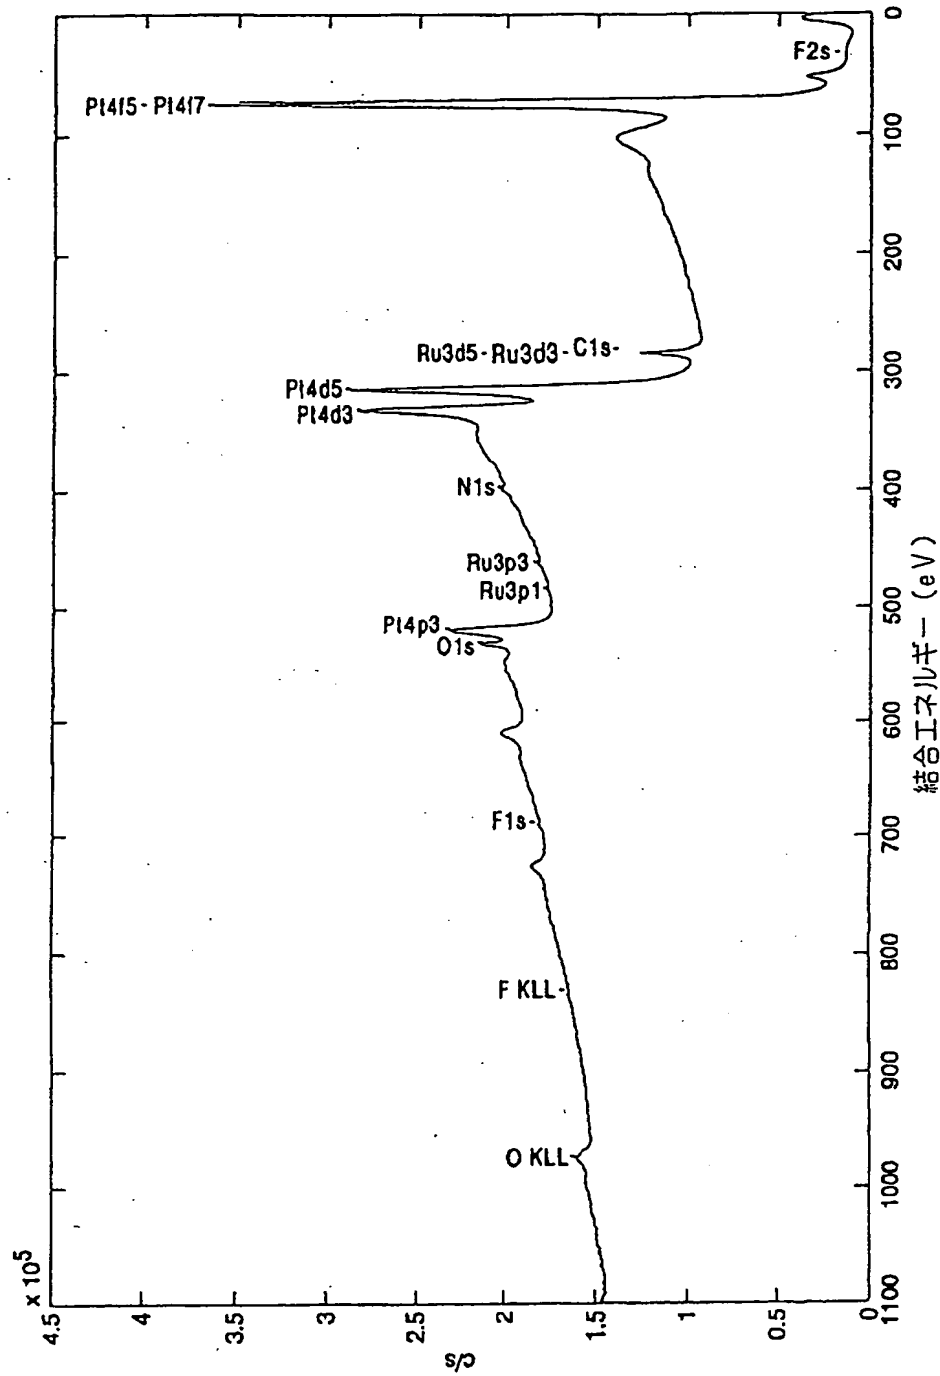 x 10⁵
4.5
4
3.5
3
2.5
2
1.5
1
0.5
0
c/s
Pt4f5- Pt4f7
F2s-
Ru3d5-Ru3d3-C1s-
Pt4d5
Pt4d3
N1s
Ru3p3
Ru3p1
Pt4p3
O1s
F1s-
F KLL-
O KLL
1100
1000
900
800
700
600
500
400
300
200
100
0
結合エネルギー (eV)